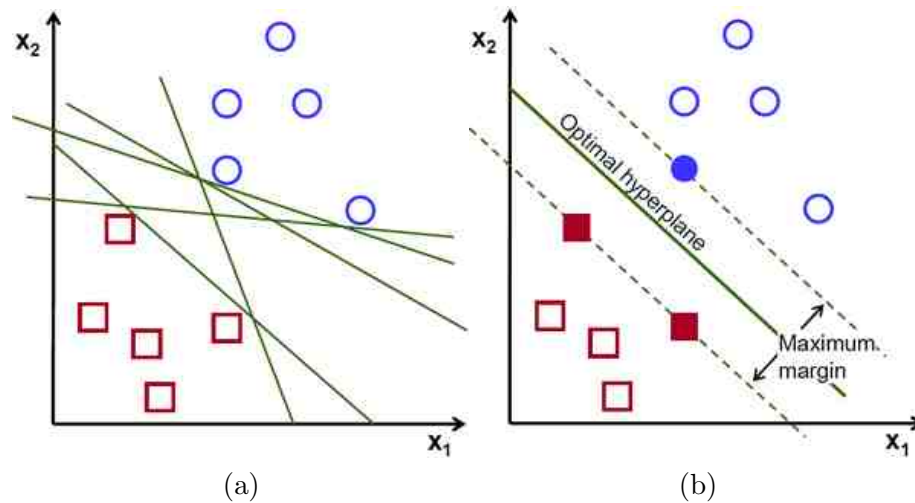 X2
X1
(a)
X2
Optimal hyperplane
Maximum
margin
X1
(b)